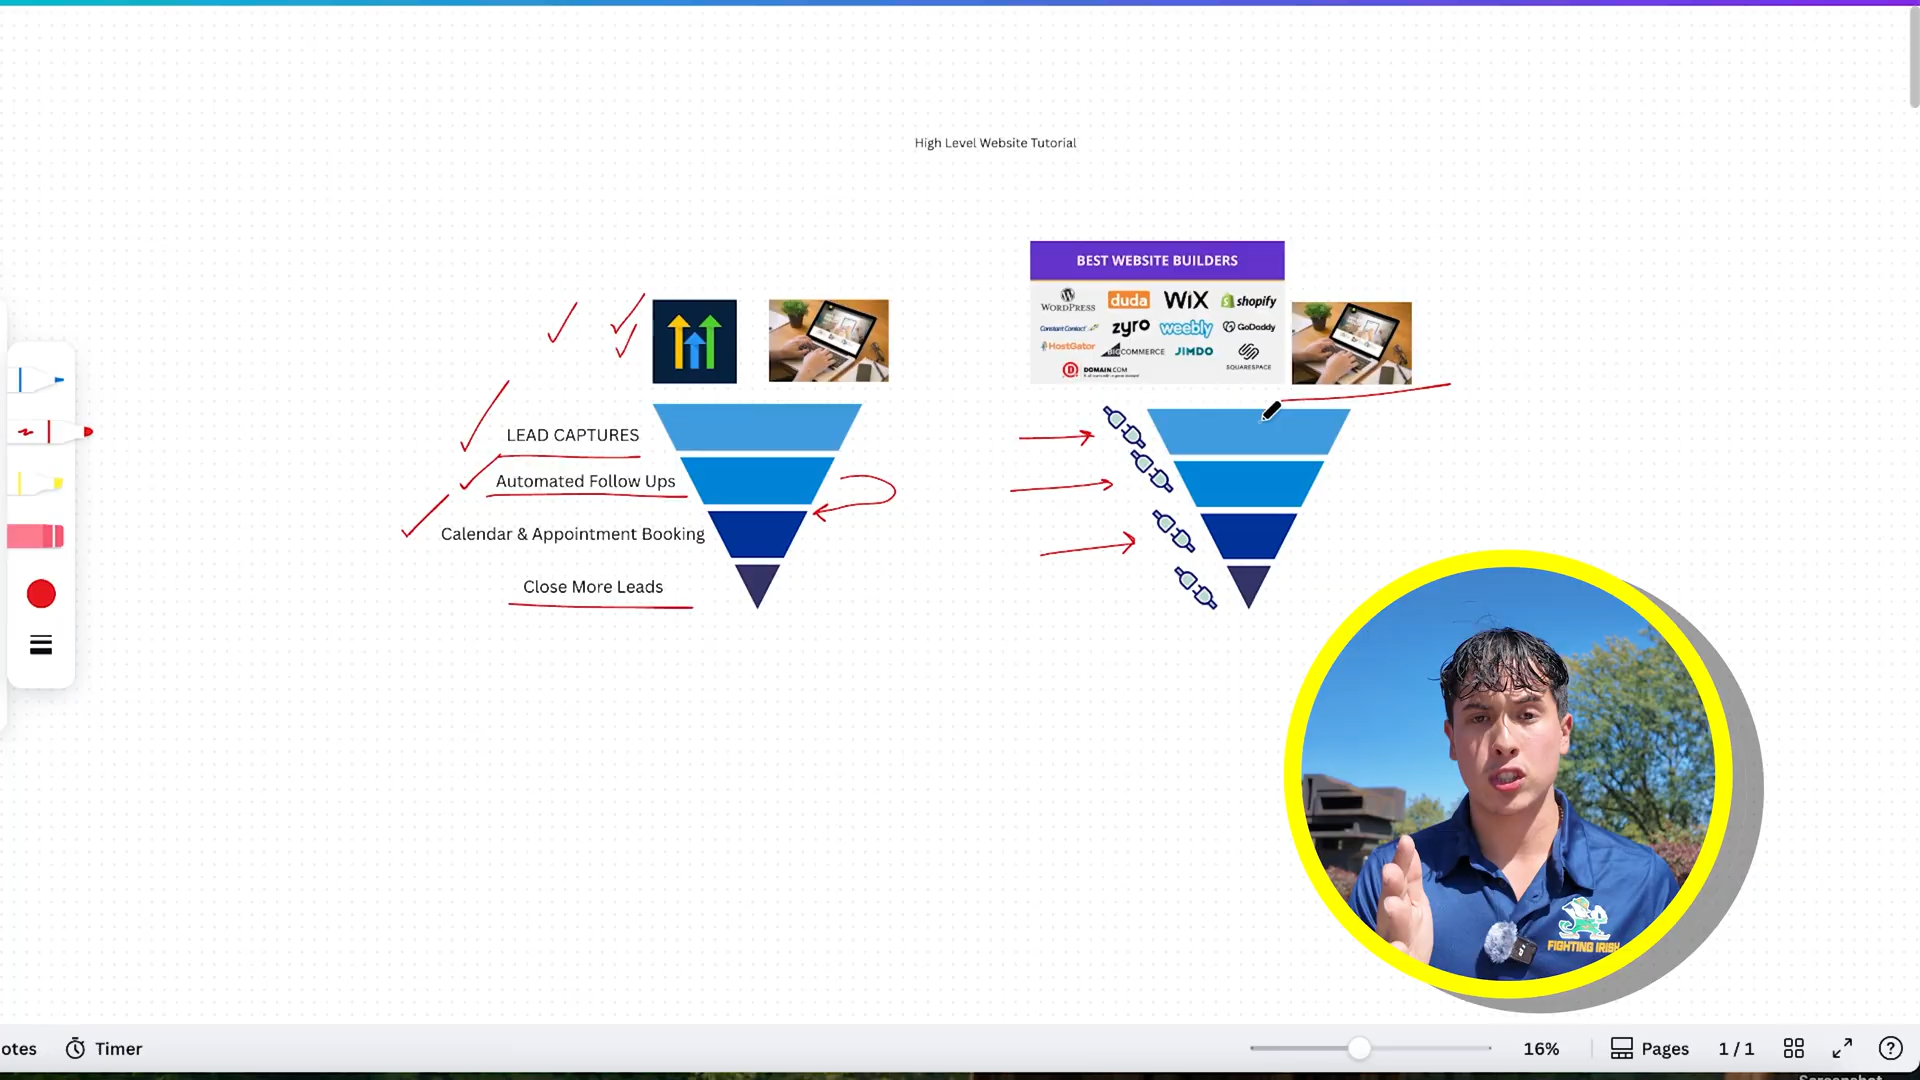 High Level Website Tutorial
BEST WEBSITE BUILDERS
WORDPRESS
duda
WiX
shopify
Constant Contact
zyro
weebly
GoDaddy
HostGator
BIGCOMMERCE
JIMDO
SQUARESPACE
DOMAIN.COM
LEAD CAPTURES
Automated Follow Ups
Calendar & Appointment Booking
Close More Leads
FIGHTING IRISH
otes
Timer
16%
Pages
1 / 1
?